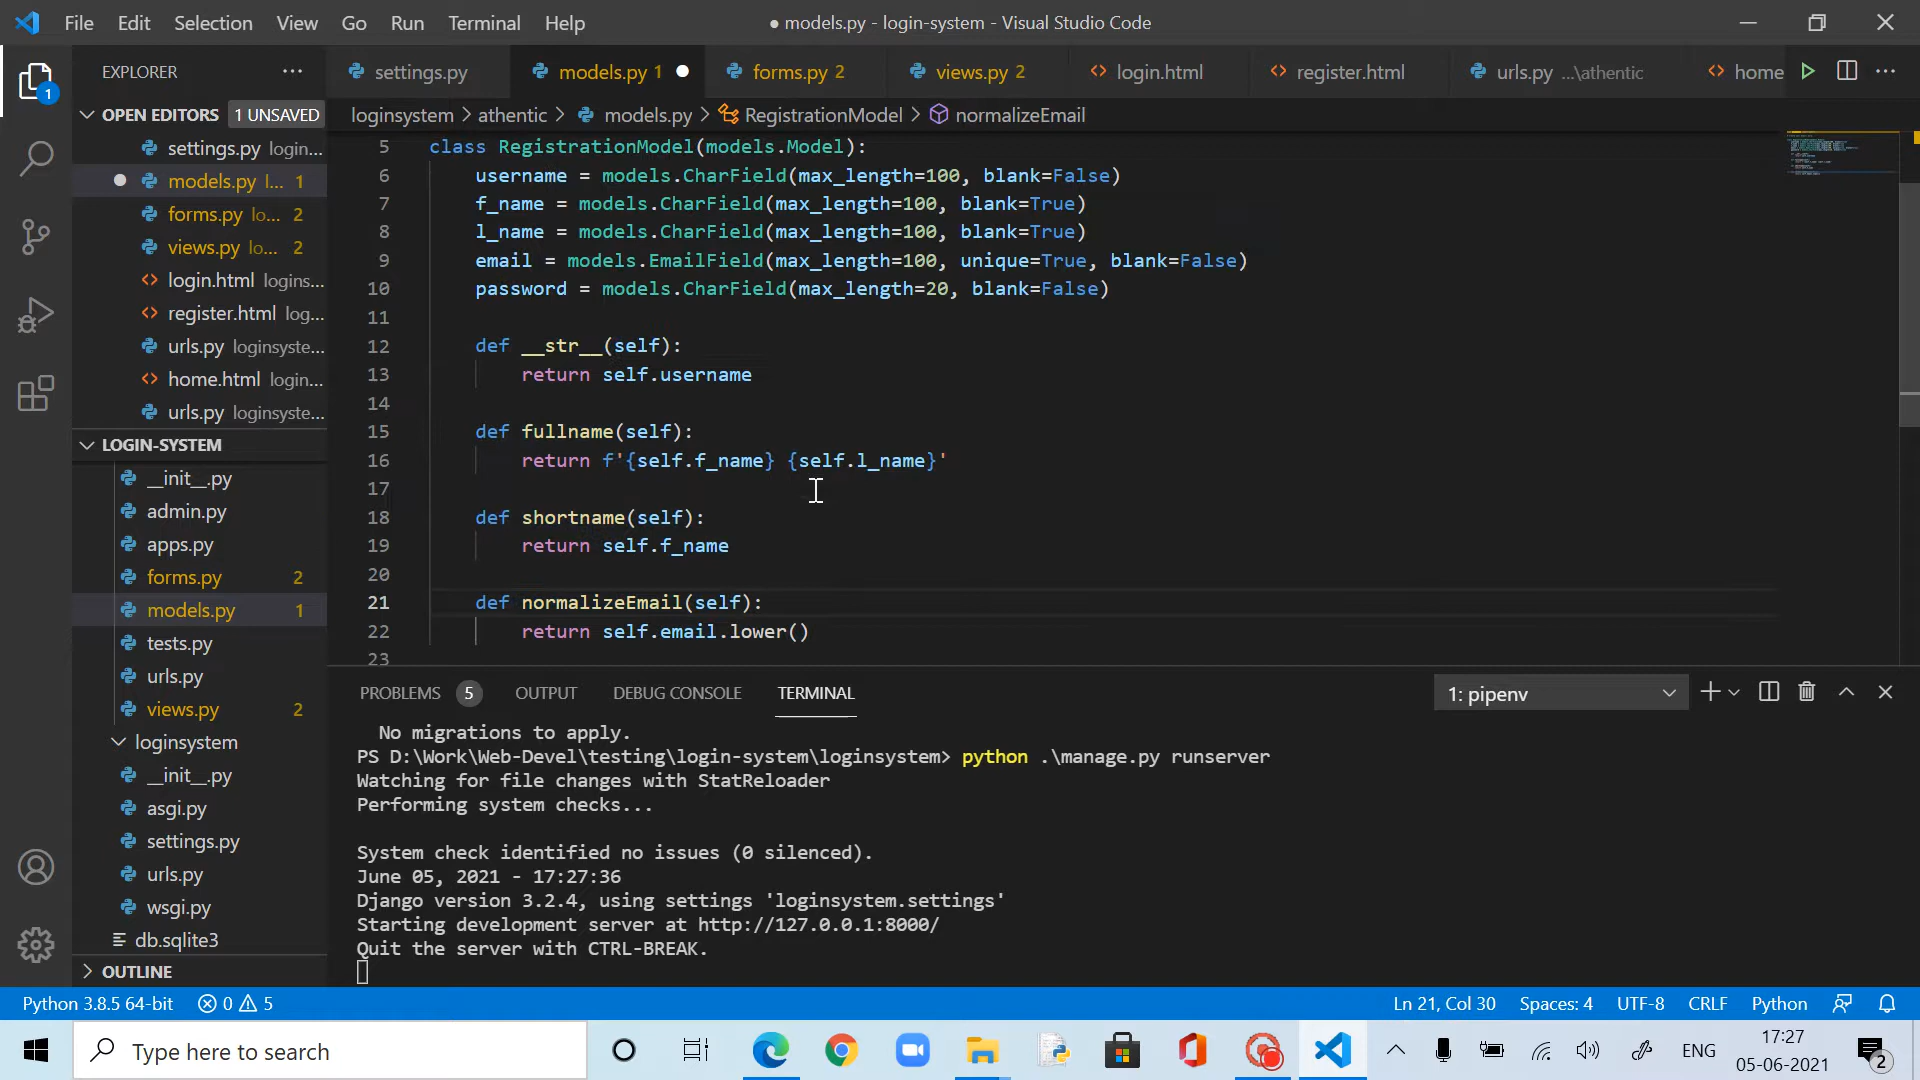 File Edit Selection View Go Run Terminal Help
● models.py - login-system - Visual Studio Code
EXPLORER
settings.py
models.py 1
forms.py 2
views.py 2
login.html
register.html
urls.py ...\athentic
home
OPEN EDITORS 1 UNSAVED
settings.py login...
models.py l... 1
forms.py lo... 2
views.py lo... 2
login.html logins...
register.html log...
urls.py loginsyste...
home.html login...
urls.py loginsyste...
LOGIN-SYSTEM
__init__.py
admin.py
apps.py
forms.py 2
models.py 1
tests.py
urls.py
views.py 2
loginsystem
__init__.py
asgi.py
settings.py
urls.py
wsgi.py
db.sqlite3
OUTLINE
1
loginsystem > athentic > models.py > RegistrationModel > normalizeEmail
5 class RegistrationModel(models.Model):
6 username = models.CharField(max_length=100, blank=False)
7 f_name = models.CharField(max_length=100, blank=True)
8 l_name = models.CharField(max_length=100, blank=True)
9 email = models.EmailField(max_length=100, unique=True, blank=False)
10 password = models.CharField(max_length=20, blank=False)
11
12 def __str__(self):
13 return self.username
14
15 def fullname(self):
16 return f'{self.f_name} {self.l_name}'
17
18 def shortname(self):
19 return self.f_name
20
21 def normalizeEmail(self):
22 return self.email.lower()
23
PROBLEMS 5 OUTPUT DEBUG CONSOLE TERMINAL
1: pipenv
No migrations to apply.
PS D:\Work\Web-Devel\testing\login-system\loginsystem> python .\manage.py runserver
Watching for file changes with StatReloader
Performing system checks...
System check identified no issues (0 silenced).
June 05, 2021 - 17:27:36
Django version 3.2.4, using settings 'loginsystem.settings'
Starting development server at http://127.0.0.1:8000/
Quit the server with CTRL-BREAK.
Python 3.8.5 64-bit 0 5
Ln 21, Col 30 Spaces: 4 UTF-8 CRLF Python
Type here to search
ENG
17:27
05-06-2021
2